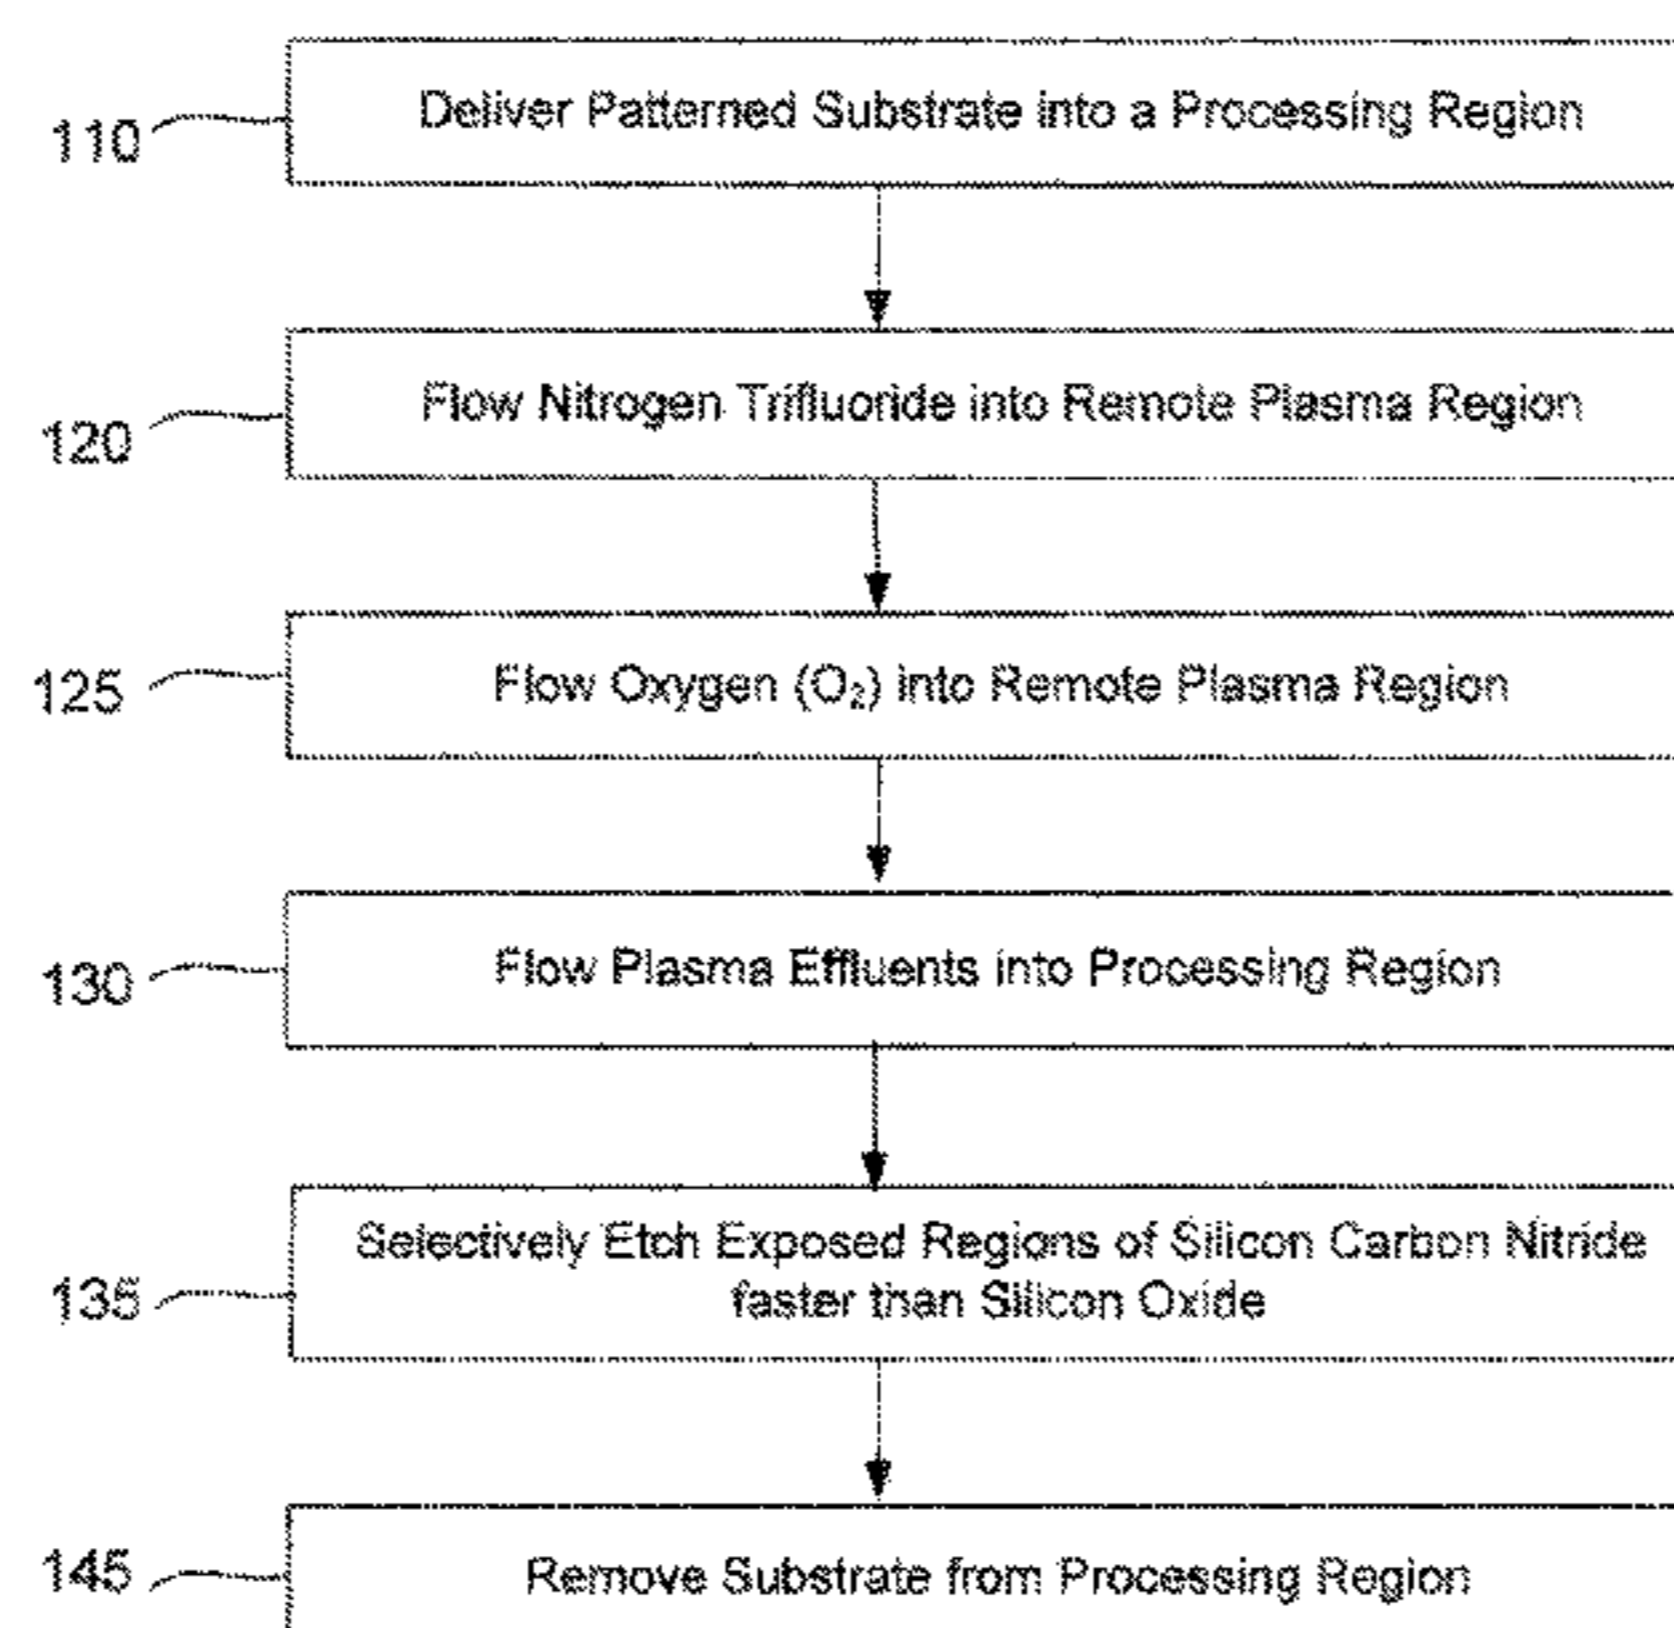 110 Deliver Patterned Substrate into a Processing Region
120 Flow Nitrogen Trifluoride into Remote Plasma Region
125 Flow Oxygen (O₂) into Remote Plasma Region
130 Flow Plasma Effluents into Processing Region
Selectively Etch Exposed Regions of Silicon Carbon Nitride
135 faster than Silicon Oxide
145 Remove Substrate from Processing Region